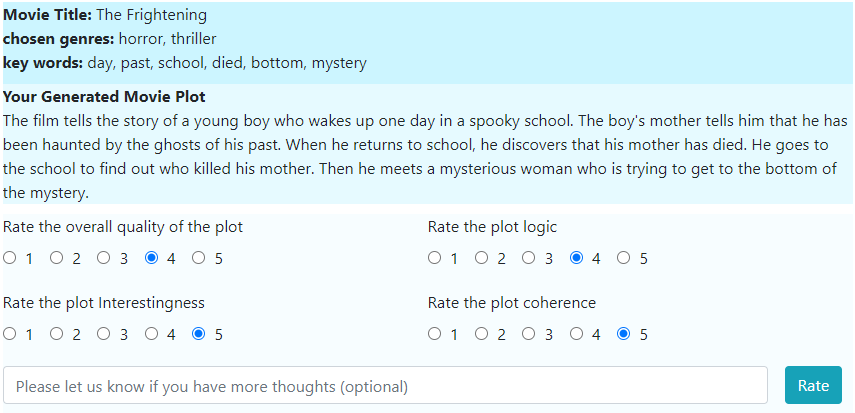 Movie Title: The Frightening
chosen genres: horror, thriller
key words: day, past, school, died, bottom, mystery
Your Generated Movie Plot
The film tells the story of a young boy who wakes up one day in a spooky school. The boy's mother tells him that he has
been haunted by the ghosts of his past. When he returns to school, he discovers that his mother has died. He goes to
the school to find out who killed his mother. Then he meets a mysterious woman who is trying to get to the bottom of
the mystery.
Rate the overall quality of the plot
1 2 3 4 5
Rate the plot logic
1 2 3 4 5
Rate the plot Interestingness
1 2 3 4 5
Rate the plot coherence
1 2 3 4 5
Please let us know if you have more thoughts (optional)
Rate